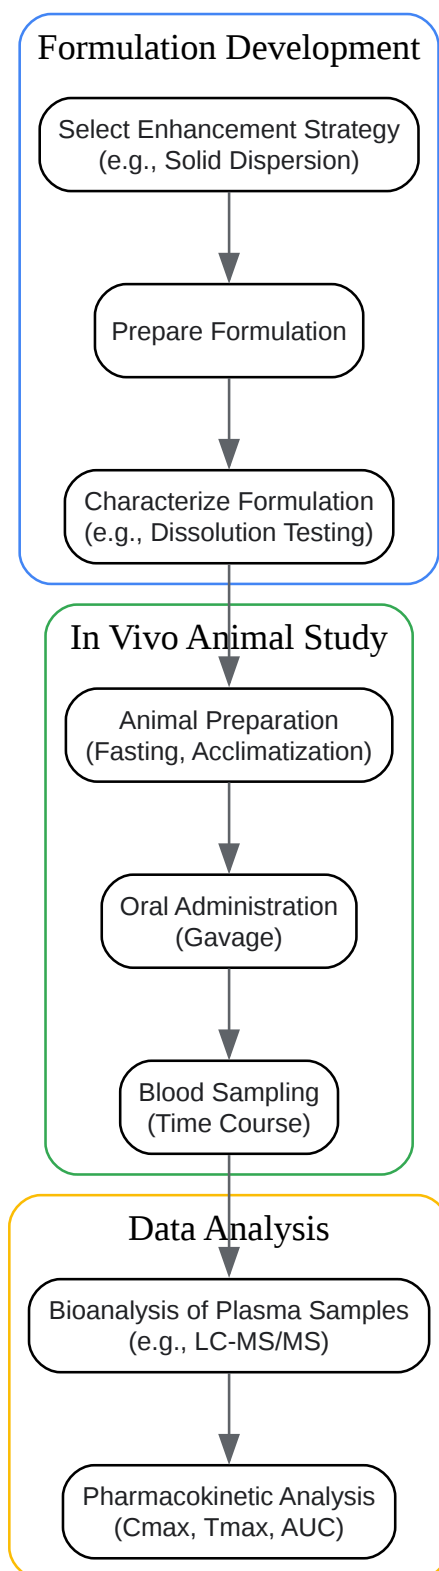 Formulation Development
Select Enhancement Strategy
(e.g., Solid Dispersion)
Prepare Formulation
Characterize Formulation
(e.g., Dissolution Testing)
In Vivo Animal Study
Animal Preparation
(Fasting, Acclimatization)
Oral Administration
(Gavage)
Blood Sampling
(Time Course)
Data Analysis
Bioanalysis of Plasma Samples
(e.g., LC-MS/MS)
Pharmacokinetic Analysis
(Cmax, Tmax, AUC)